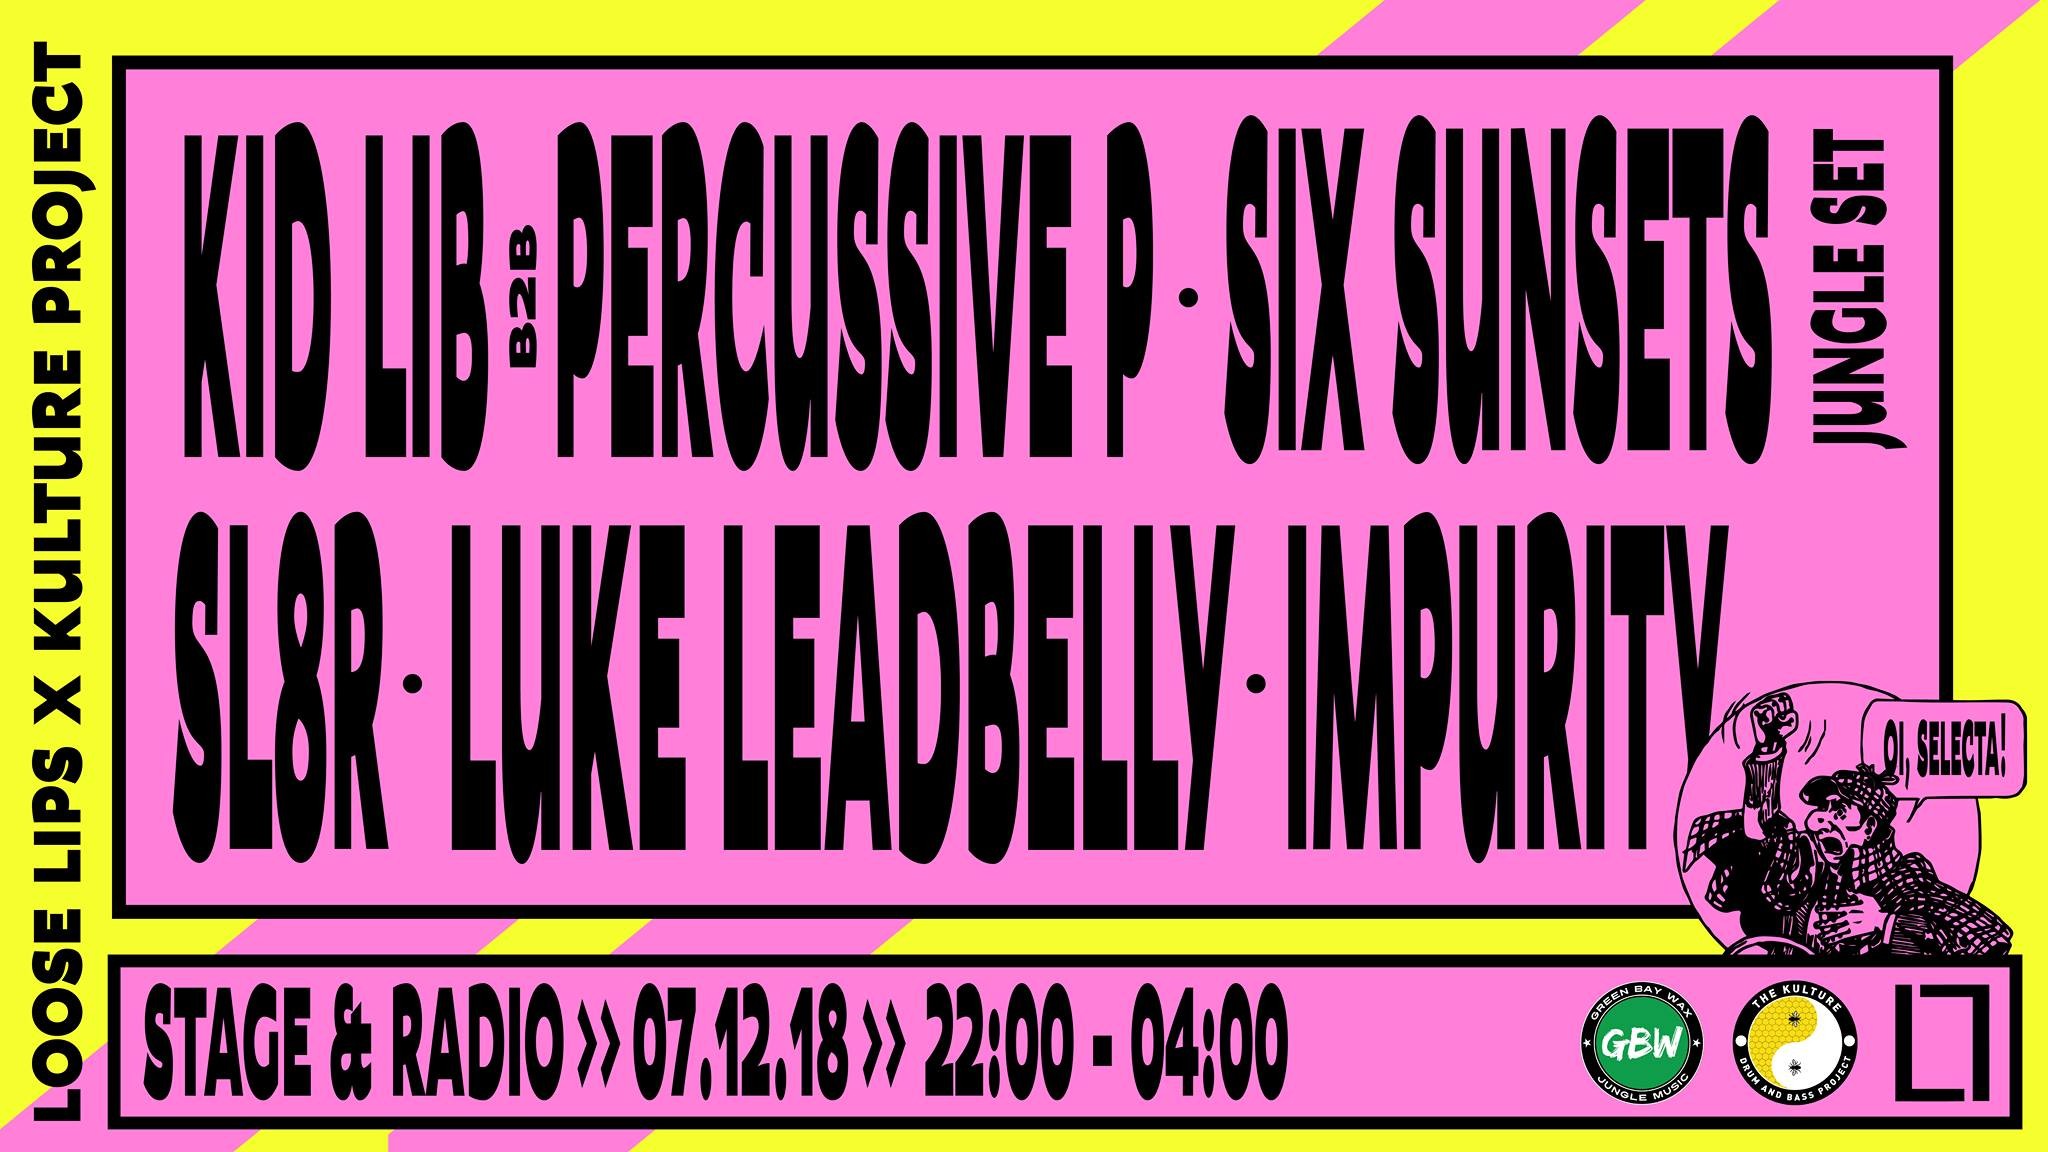 LOOSE LIPS X KULTURE PROJECT
KID LIB B2B PERCUSSIVE P · SIX SUNSETS JUNGLE SET
SL8R · LUKE LEADBELLY · IMPURITY
OI, SELECTA!
STAGE & RADIO >> 07.12.18 >> 22:00 - 04:00
GREEN BAY WAX
GBW
JUNGLE MUSIC
THE KULTURE
DRUM AND BASS PROJECT